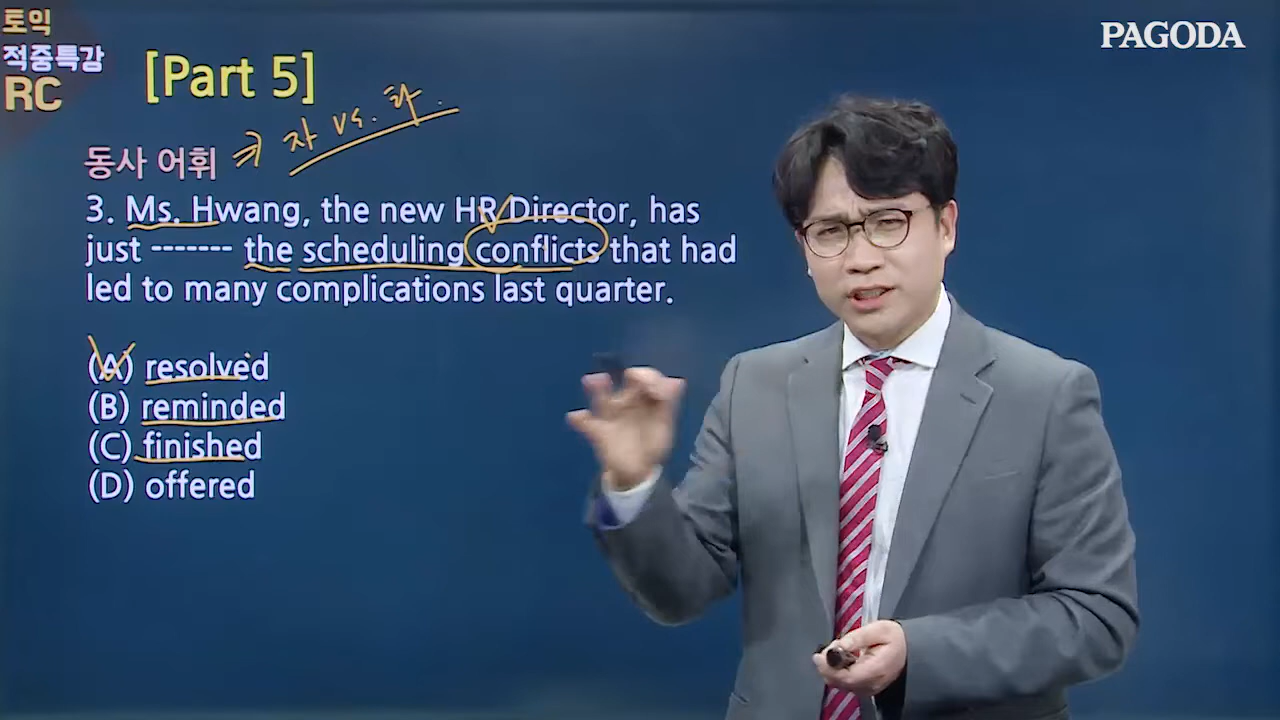 토익
적중특강
RC
PAGODA
[Part 5]
동사 어휘 ⇒ 자 vs. 타.
3. Ms. Hwang, the new HR Director, has
just ------- the scheduling conflicts that had
led to many complications last quarter.
(A) resolved
(B) reminded
(C) finished
(D) offered